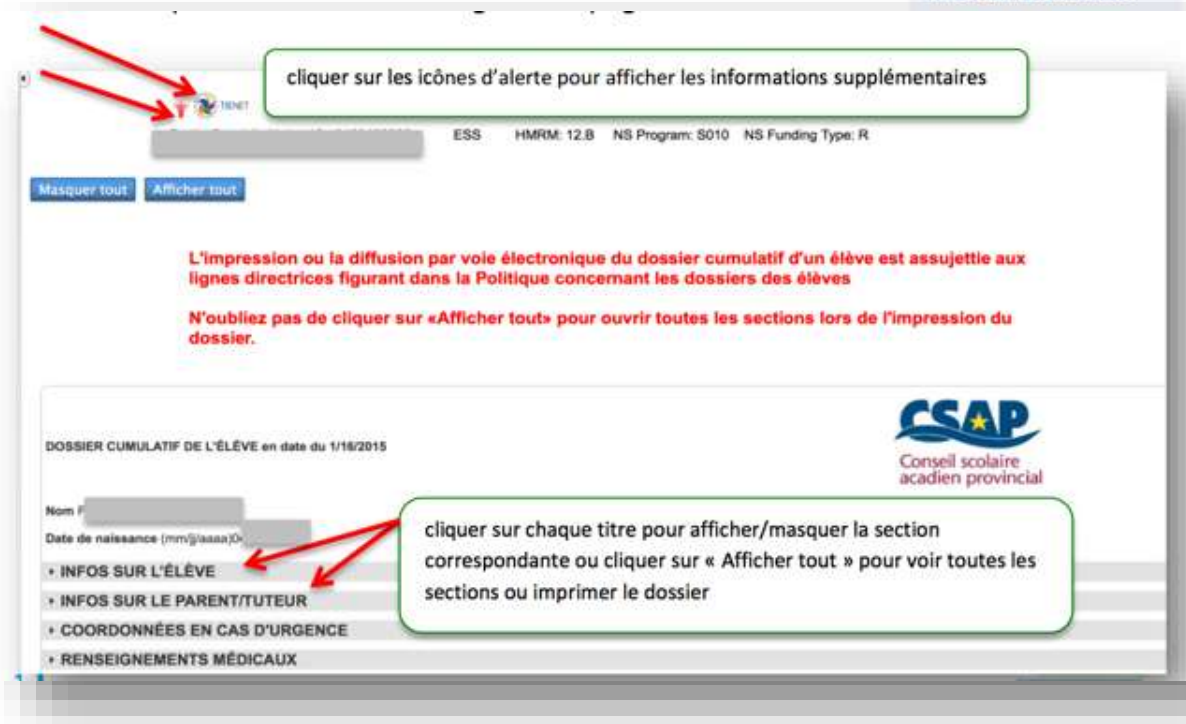 cliquer sur les icônes d'alerte pour afficher les informations supplémentaires
TIENET
ESS HMRM: 12.B NS Program: S010 NS Funding Type: R
Masquer tout Afficher tout
L'impression ou la diffusion par voie électronique du dossier cumulatif d'un élève est assujettie aux
lignes directrices figurant dans la Politique concernant les dossiers des élèves
N'oubliez pas de cliquer sur «Afficher tout» pour ouvrir toutes les sections lors de l'impression du
dossier.
CSAP
Conseil scolaire
acadien provincial
DOSSIER CUMULATIF DE L'ÉLÈVE en date du 1/16/2015
Nom
Date de naissance (mm/jj/aaaa)
cliquer sur chaque titre pour afficher/masquer la section
correspondante ou cliquer sur « Afficher tout » pour voir toutes les
sections ou imprimer le dossier
INFOS SUR L'ÉLÈVE
INFOS SUR LE PARENT/TUTEUR
COORDONNÉES EN CAS D'URGENCE
RENSEIGNEMENTS MÉDICAUX